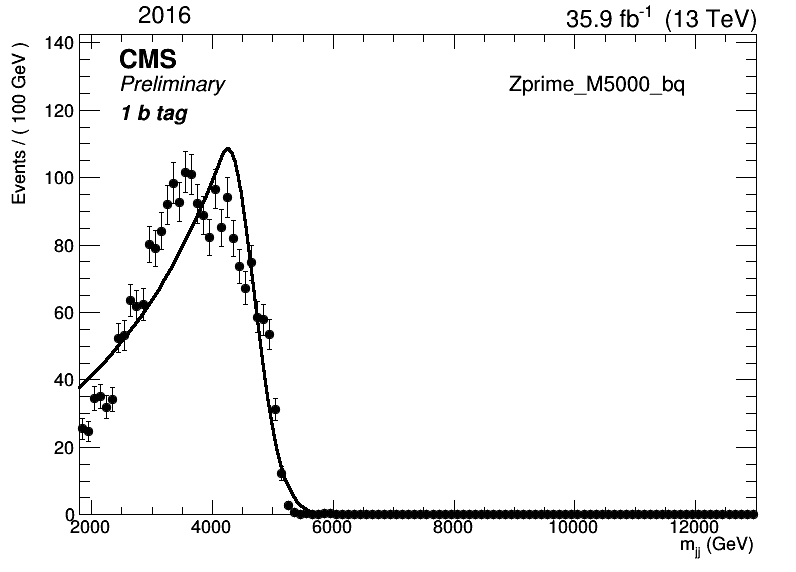 2016
35.9 fb⁻¹ (13 TeV)
CMS
Preliminary
1 b tag
Zprime_M5000_bq
Events / ( 100 GeV )
140
120
100
80
60
40
20
0
2000 4000 6000 8000 10000 12000
m_jj (GeV)